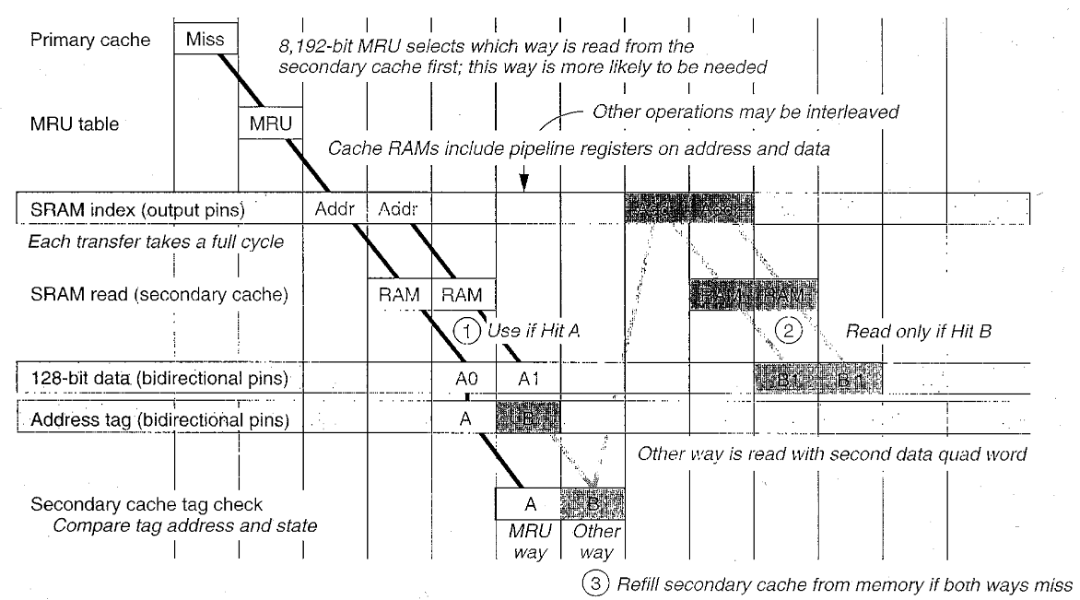 Primary cache Miss
8,192-bit MRU selects which way is read from the
secondary cache first; this way is more likely to be needed
Other operations may be interleaved
MRU table MRU
Cache RAMs include pipeline registers on address and data
SRAM index (output pins) Addr Addr
Each transfer takes a full cycle
SRAM read (secondary cache) RAM RAM RAM RAM
1 Use if Hit A 2 Read only if Hit B
128-bit data (bidirectional pins) A0 A1 B1 B1
Address tag (bidirectional pins) A B
Other way is read with second data quad word
Secondary cache tag check A B
Compare tag address and state MRU Other
way way
3 Refill secondary cache from memory if both ways miss